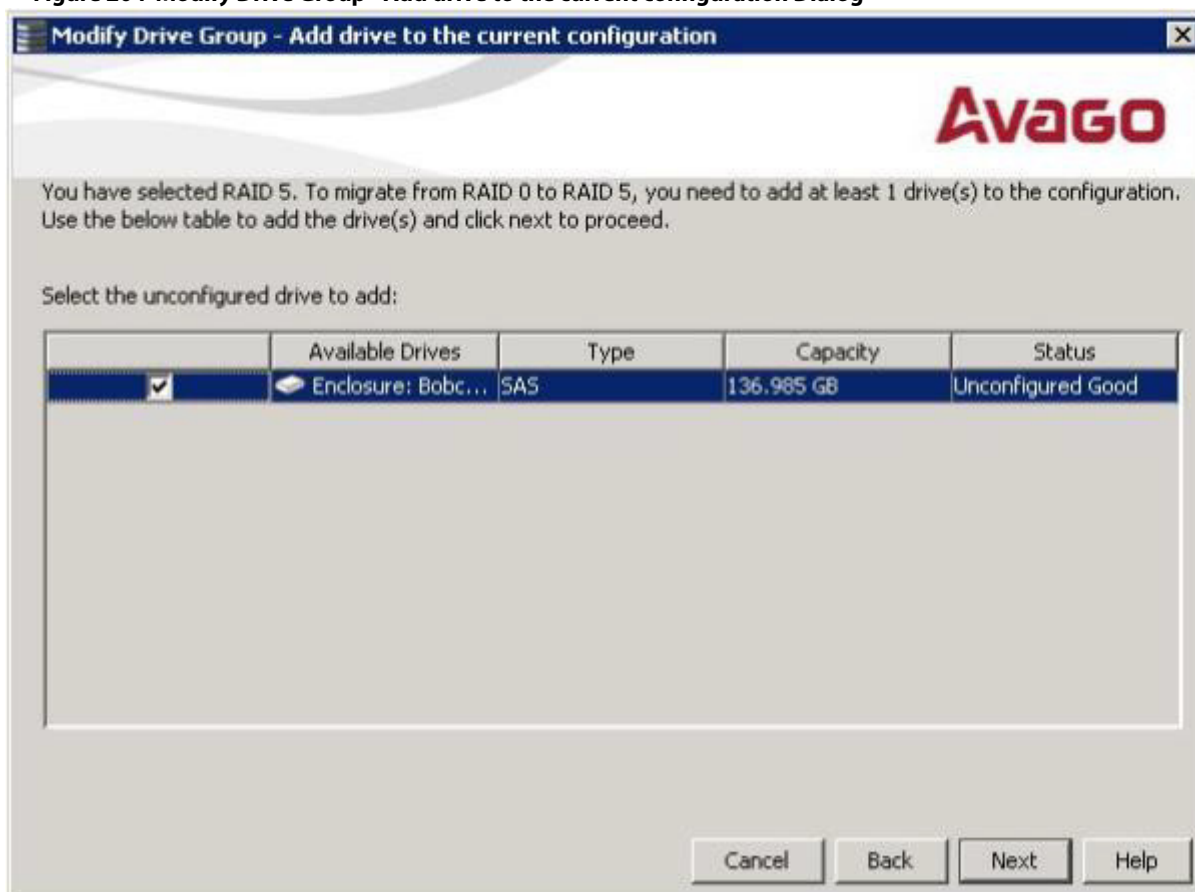 Modify Drive Group - Add drive to the current configuration
Avago
You have selected RAID 5. To migrate from RAID 0 to RAID 5, you need to add at least 1 drive(s) to the configuration.
Use the below table to add the drive(s) and click next to proceed.
Select the unconfigured drive to add:
Available Drives Type Capacity Status
Enclosure: Bobc... SAS 136.985 GB Unconfigured Good
Cancel Back Next Help